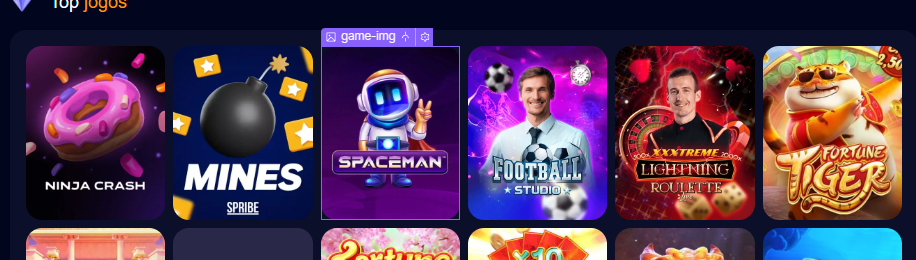 Top jogos
game-img
NINJA CRASH
MINES
SPRIBE
SPACEMAN
FOOTBALL
STUDIO
XXXTREME
LIGHTNING
ROULETTE
FORTUNE
TIGER
2.50
Fortune
x10